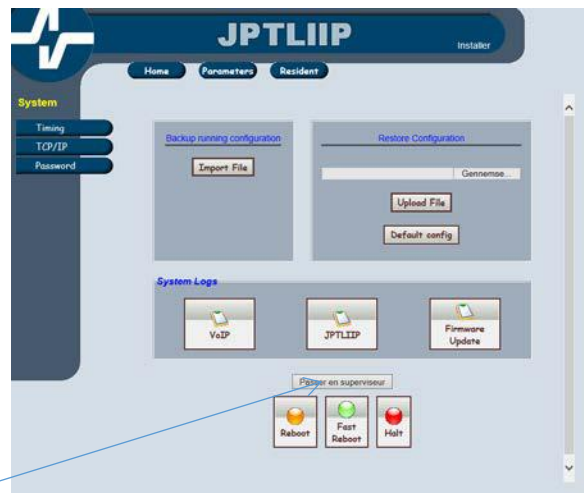 JPTLIIP
Installer
Home Parameters Resident
System
Timing
TCP/IP
Password
Backup running configuration
Import File
Restore Configuration
Gennemse...
Upload File
Default config
System Logs
VoIP
JPTLIIP
Firmware
Update
Passer en superviseur
Reboot
Fast
Reboot
Halt